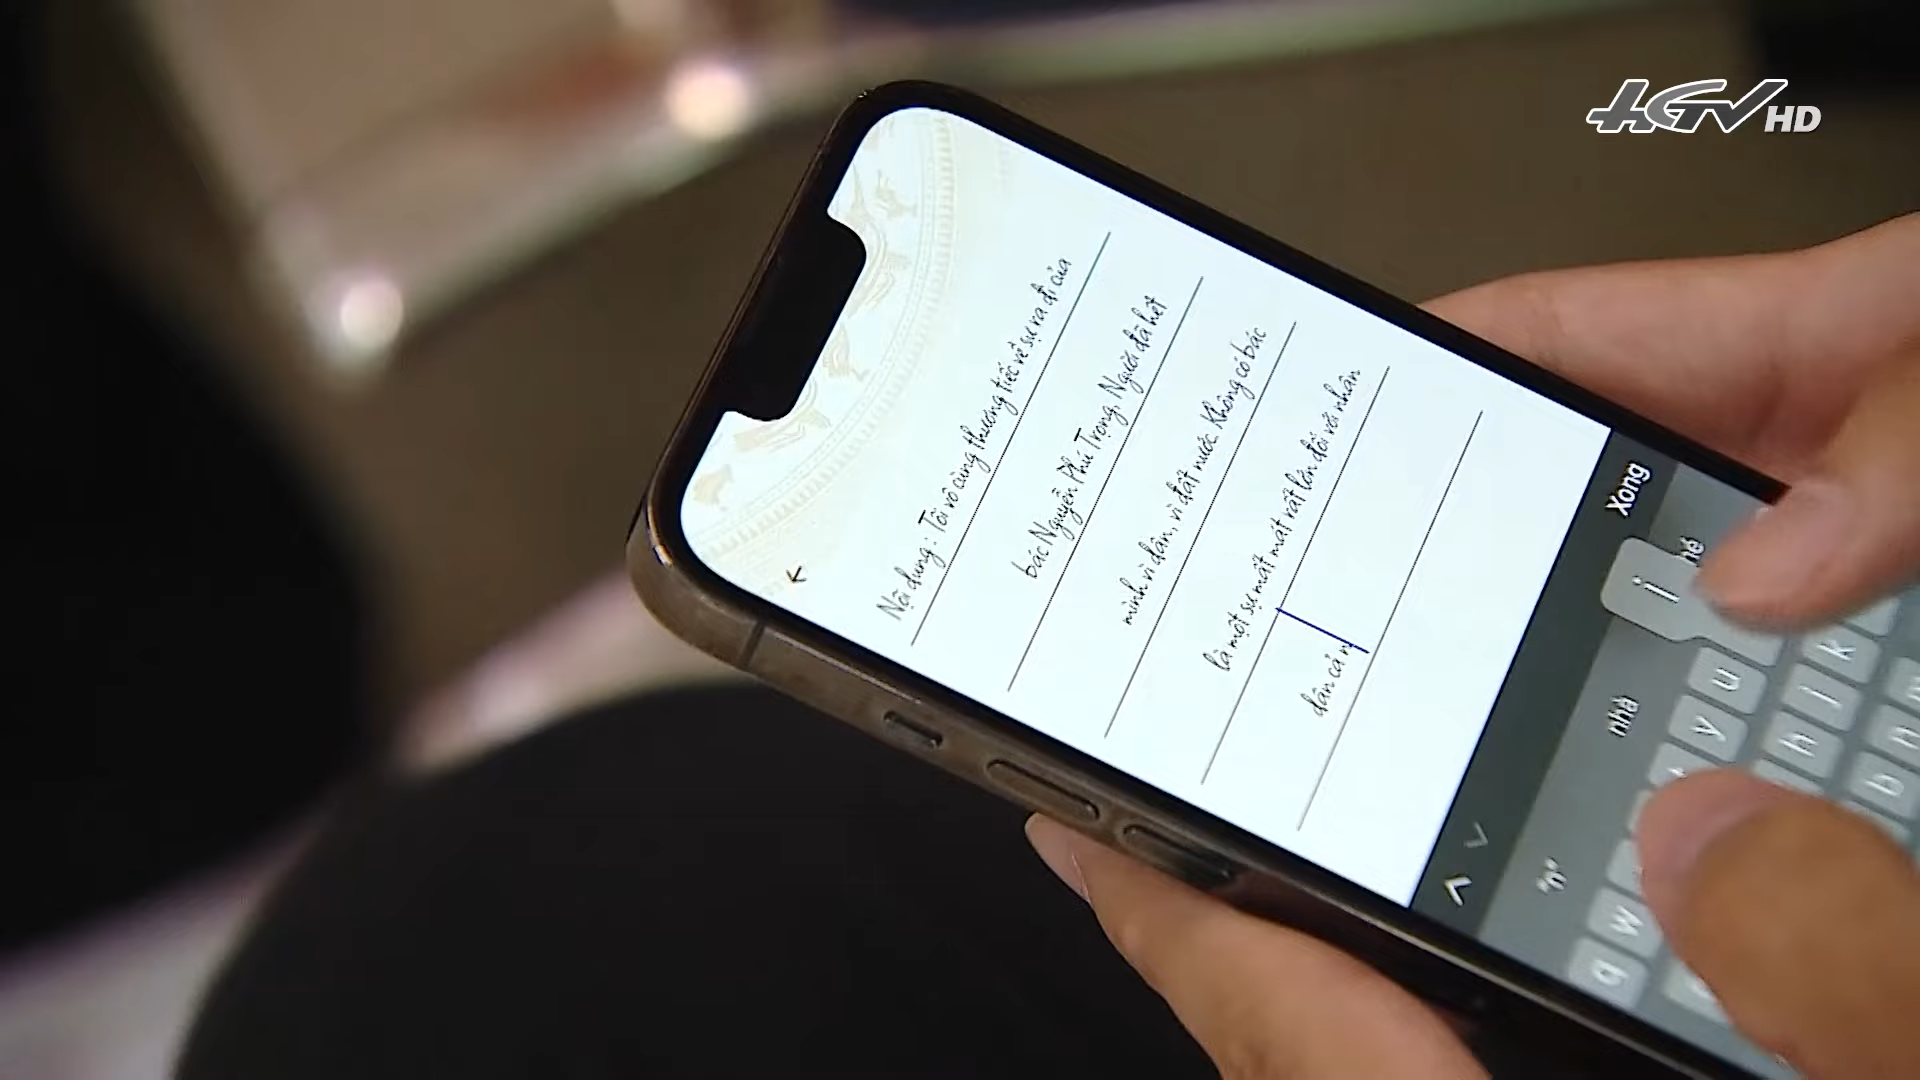 HGV HD
Nội dung: Tôi vô cùng thương tiếc về sự ra đi của
bác Nguyễn Phú Trọng, Người đã hết
mình vì dân, vì đất nước. Không có bác
là một sự mất mát rất lớn đối với nhân
dân cả n
Xong
"n" nhà hé
q w y u i
h l k
b n m